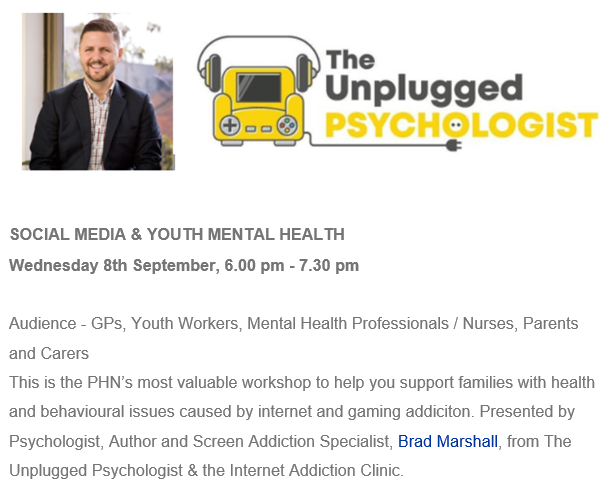 The
Unplugged
PSYCHOLOGIST
SOCIAL MEDIA & YOUTH MENTAL HEALTH
Wednesday 8th September, 6.00 pm - 7.30 pm
Audience - GPs, Youth Workers, Mental Health Professionals / Nurses, Parents
and Carers
This is the PHN’s most valuable workshop to help you support families with health
and behavioural issues caused by internet and gaming addiciton. Presented by
Psychologist, Author and Screen Addiction Specialist, Brad Marshall, from The
Unplugged Psychologist & the Internet Addiction Clinic.